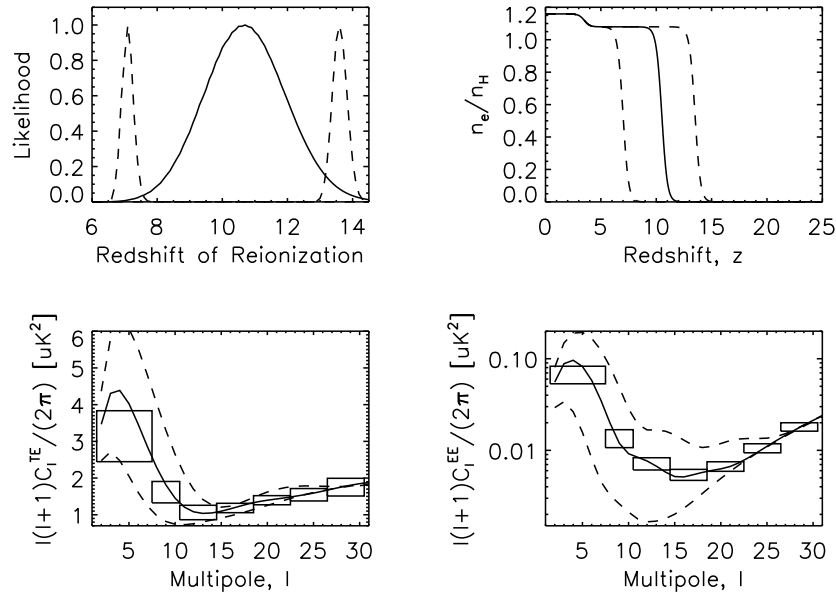 Likelihood
1.0
0.8
0.6
0.4
0.2
0.0
6 8 10 12 14
Redshift of Reionization
n_e/n_H
1.2
1.0
0.8
0.6
0.4
0.2
0.0
0 5 10 15 20 25
Redshift, z
l(l+1)C_l^TE/(2π) [uK²]
6
5
4
3
2
1
5 10 15 20 25 30
Multipole, l
l(l+1)C_l^EE/(2π) [uK²]
0.10
0.01
5 10 15 20 25 30
Multipole, l